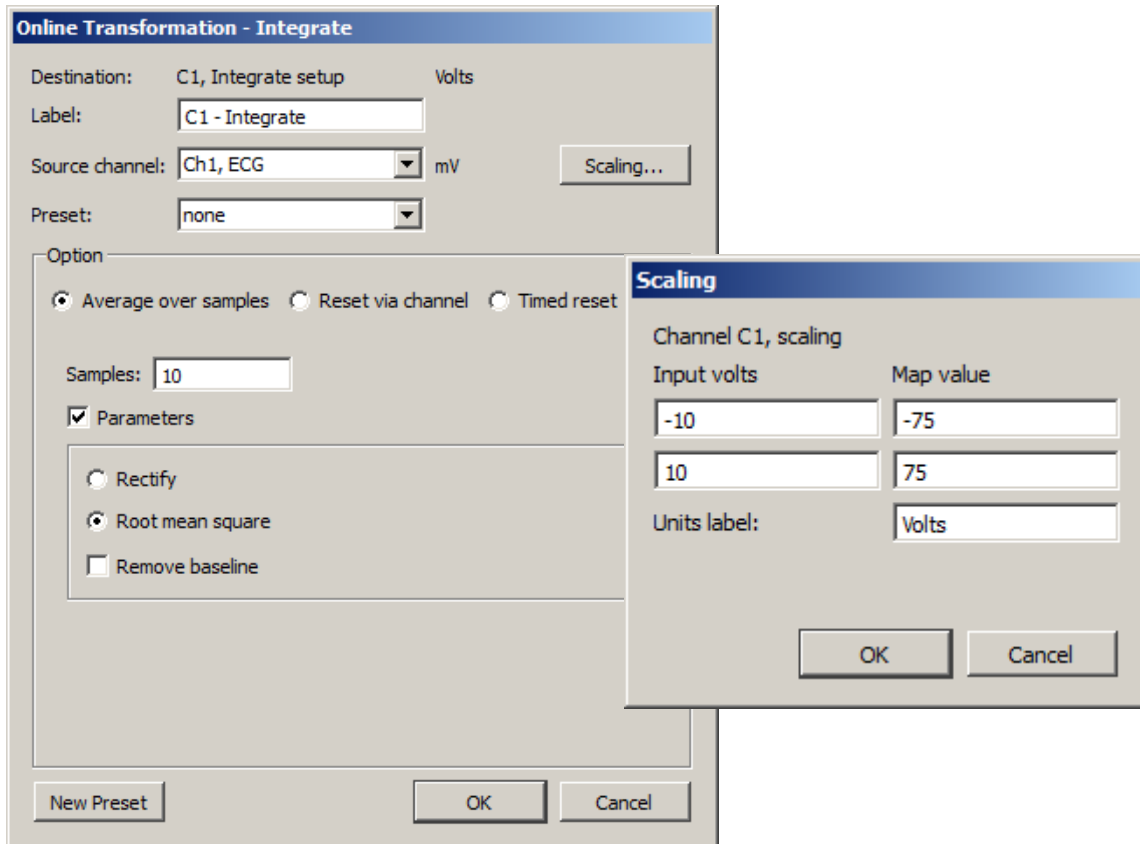 Online Transformation - Integrate
Destination: C1, Integrate setup Volts
Label: C1 - Integrate
Source channel: Ch1, ECG mV Scaling...
Preset: none
Option
Average over samples Reset via channel Timed reset
Samples: 10
Parameters
Rectify
Root mean square
Remove baseline
New Preset OK Cancel
Scaling
Channel C1, scaling
Input volts Map value
-10 -75
10 75
Units label: Volts
OK Cancel